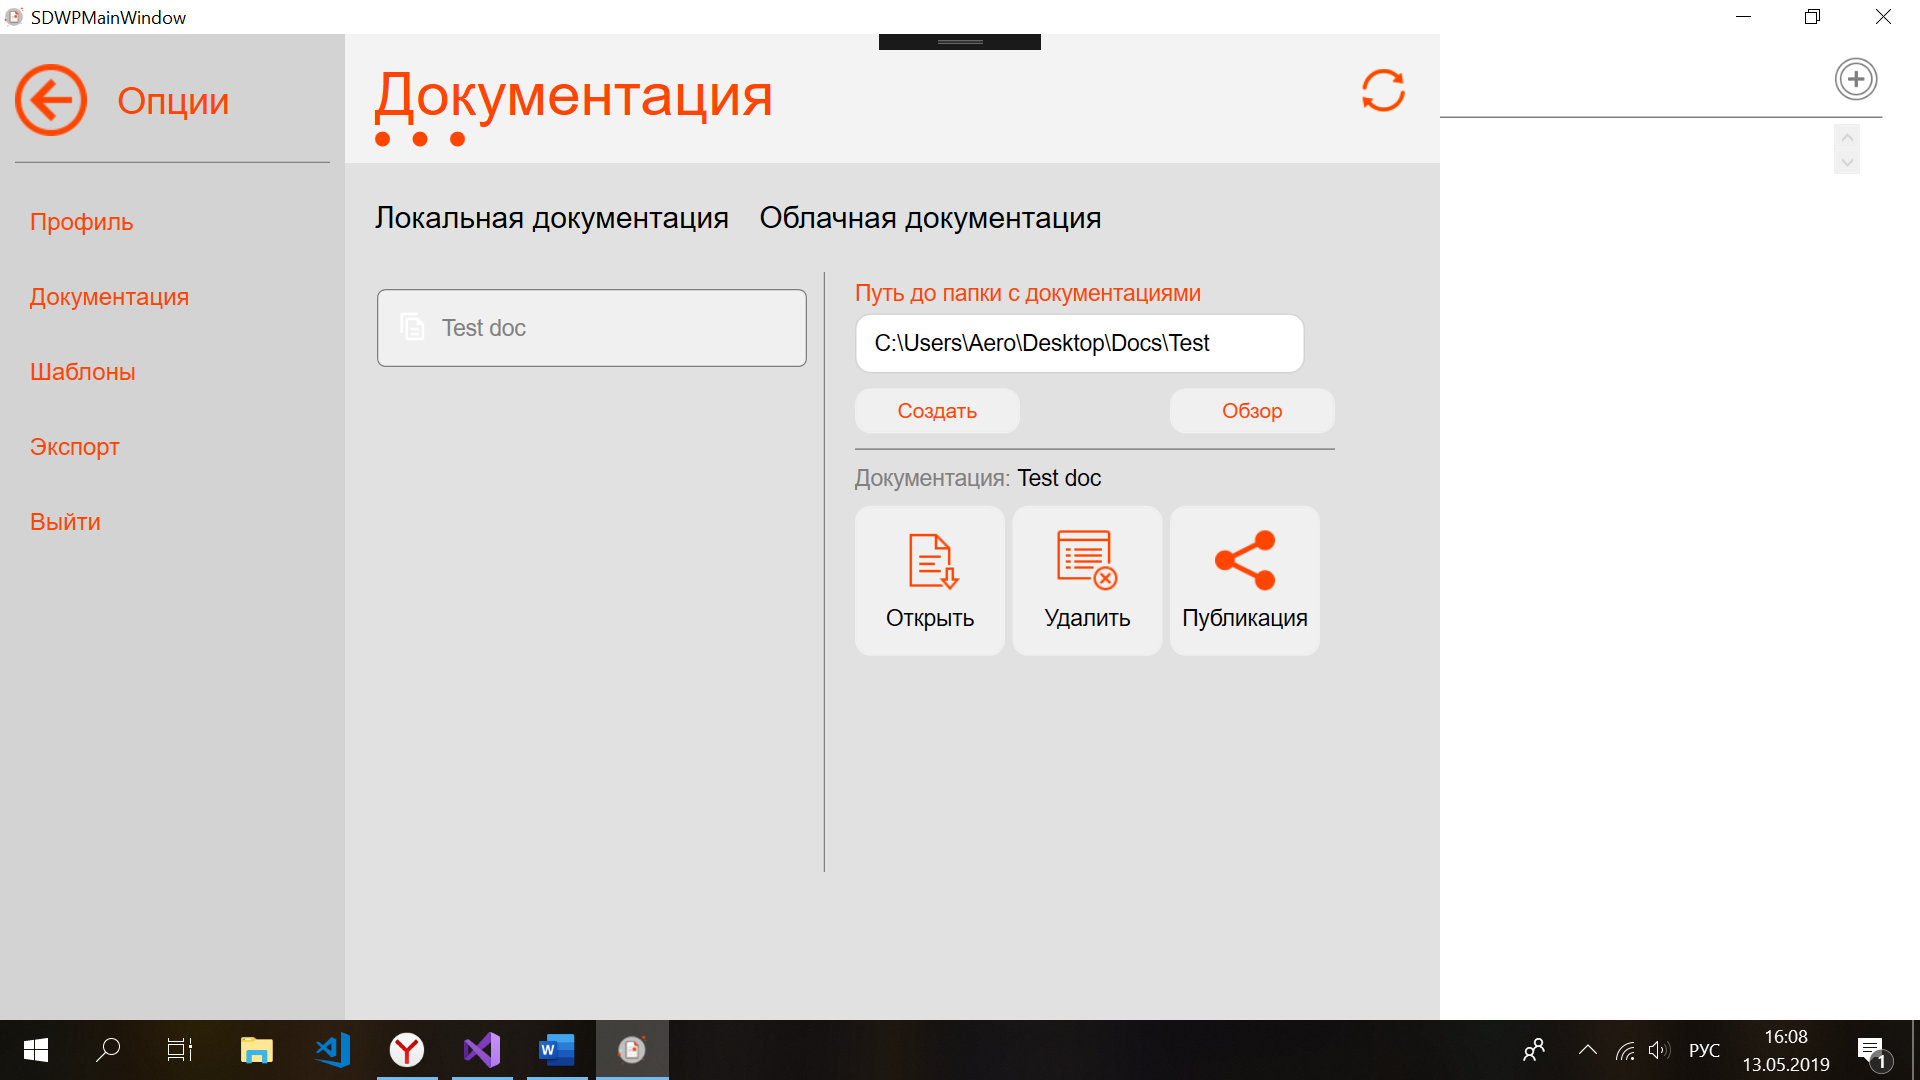 SDWPMainWindow
Опции
Профиль
Документация
Шаблоны
Экспорт
Выйти
Документация
Локальная документация Облачная документация
Test doc
Путь до папки с документациями
C:\Users\Aero\Desktop\Docs\Test
Создать Обзор
Документация: Test doc
Открыть Удалить Публикация
РУС
16:08
13.05.2019
1